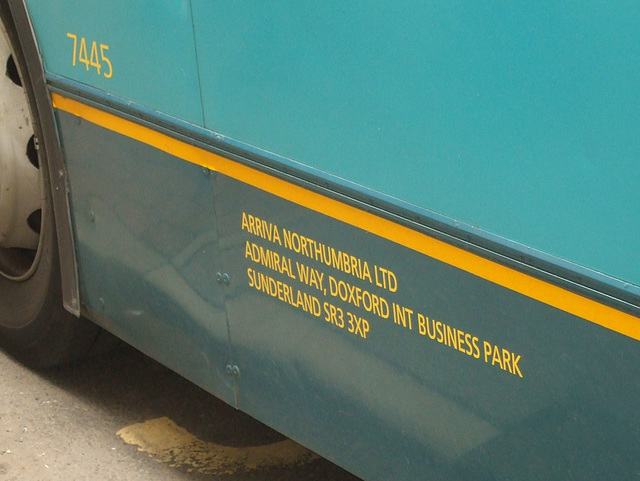 7445
ARRIVA NORTHUMBRIA LTD
ADMIRAL WAY, DOXFORD INT BUSINESS PARK
SUNDERLAND SR3 3XP